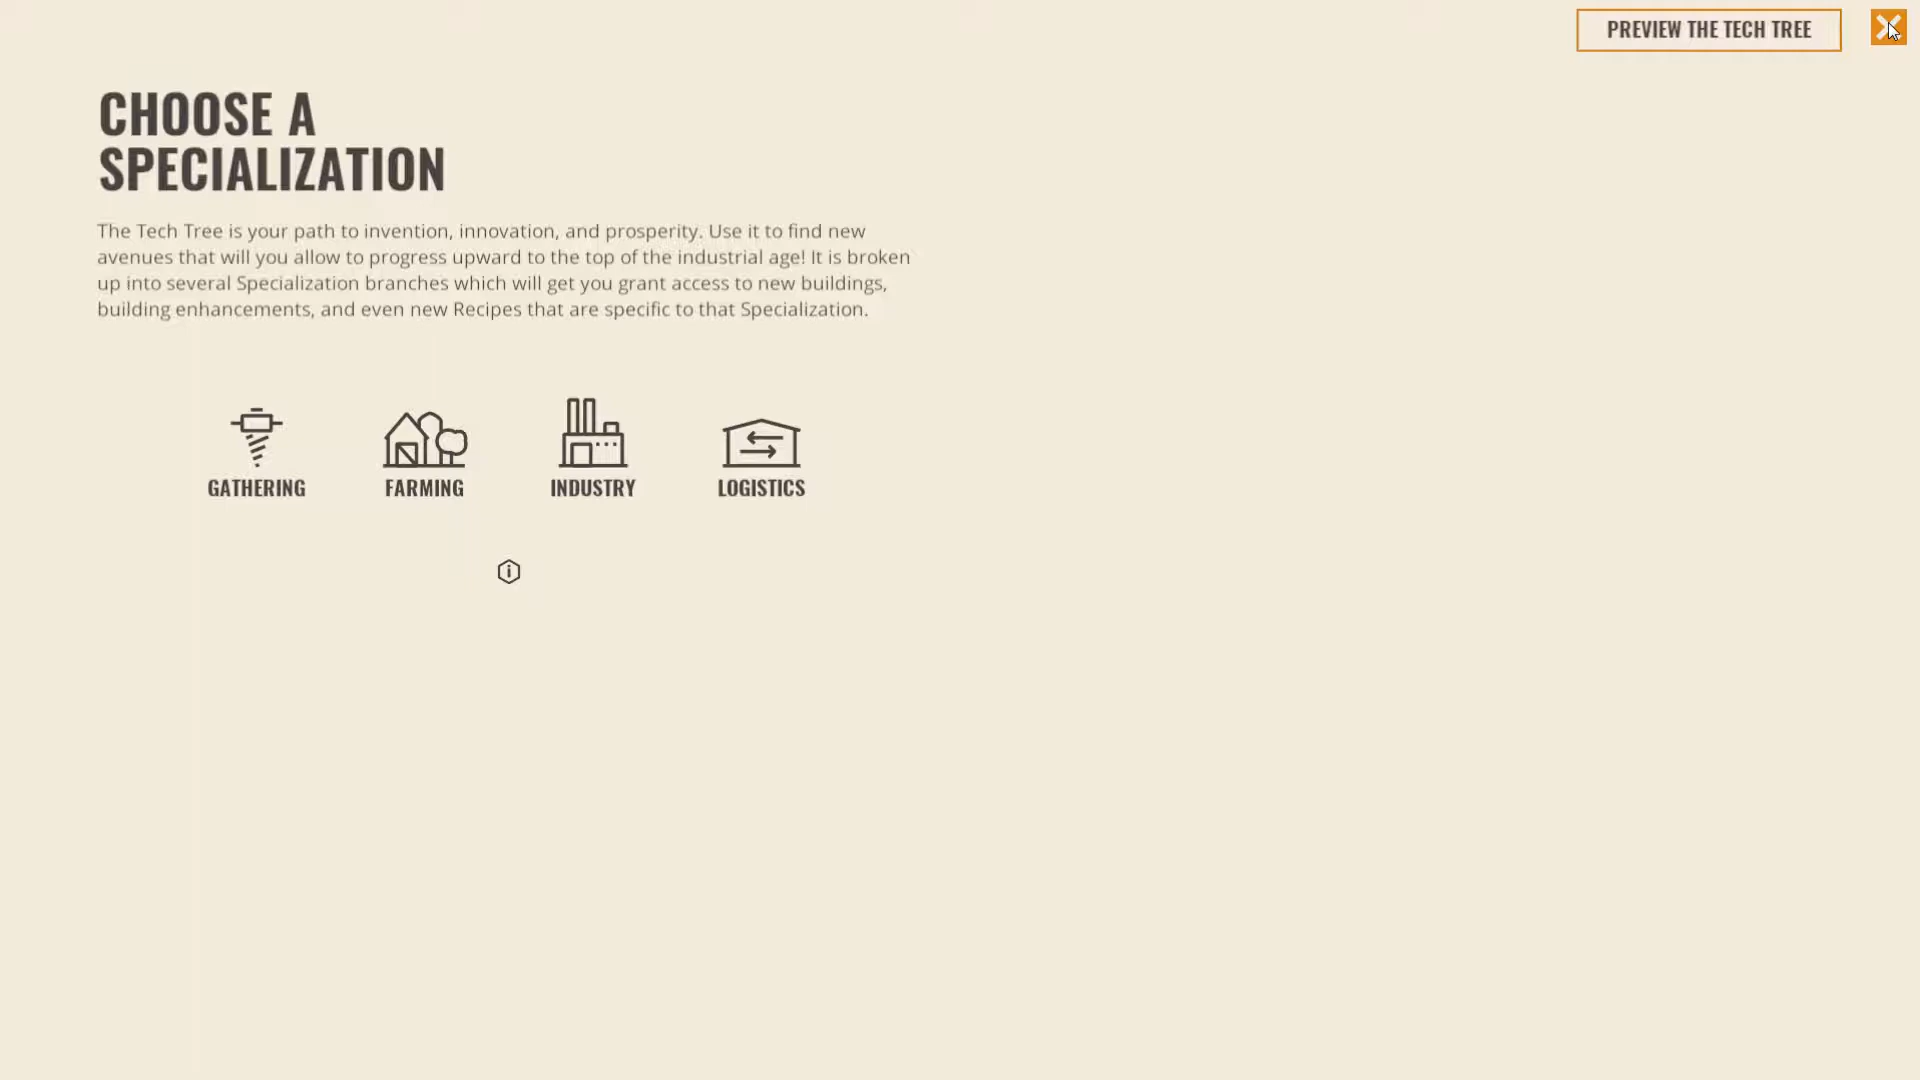 PREVIEW THE TECH TREE
CHOOSE A
SPECIALIZATION
The Tech Tree is your path to invention, innovation, and prosperity. Use it to find new
avenues that will you allow to progress upward to the top of the industrial age! It is broken
up into several Specialization branches which will get you grant access to new buildings,
building enhancements, and even new Recipes that are specific to that Specialization.
GATHERING
FARMING
INDUSTRY
LOGISTICS